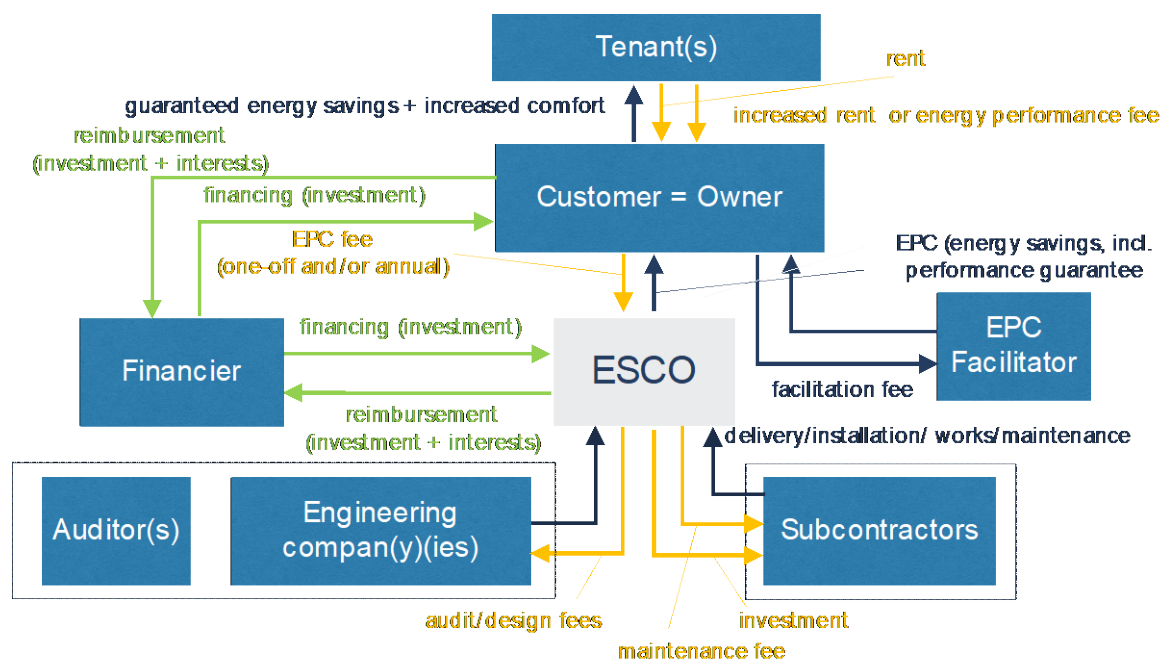 Tenant(s)
rent
guaranteed energy savings + increased comfort
increased rent or energy performance fee
reimbursement
(investment + interests)
financing (investment)
Customer = Owner
EPC fee
(one-off and/or annual)
EPC (energy savings, incl.
performance guarantee
Financier
financing (investment)
ESCO
EPC
Facilitator
facilitation fee
reimbursement
(investment + interests)
delivery/installation/ works/maintenance
Auditor(s)
Engineering
compan(y)(ies)
Subcontractors
audit/design fees
investment
maintenance fee